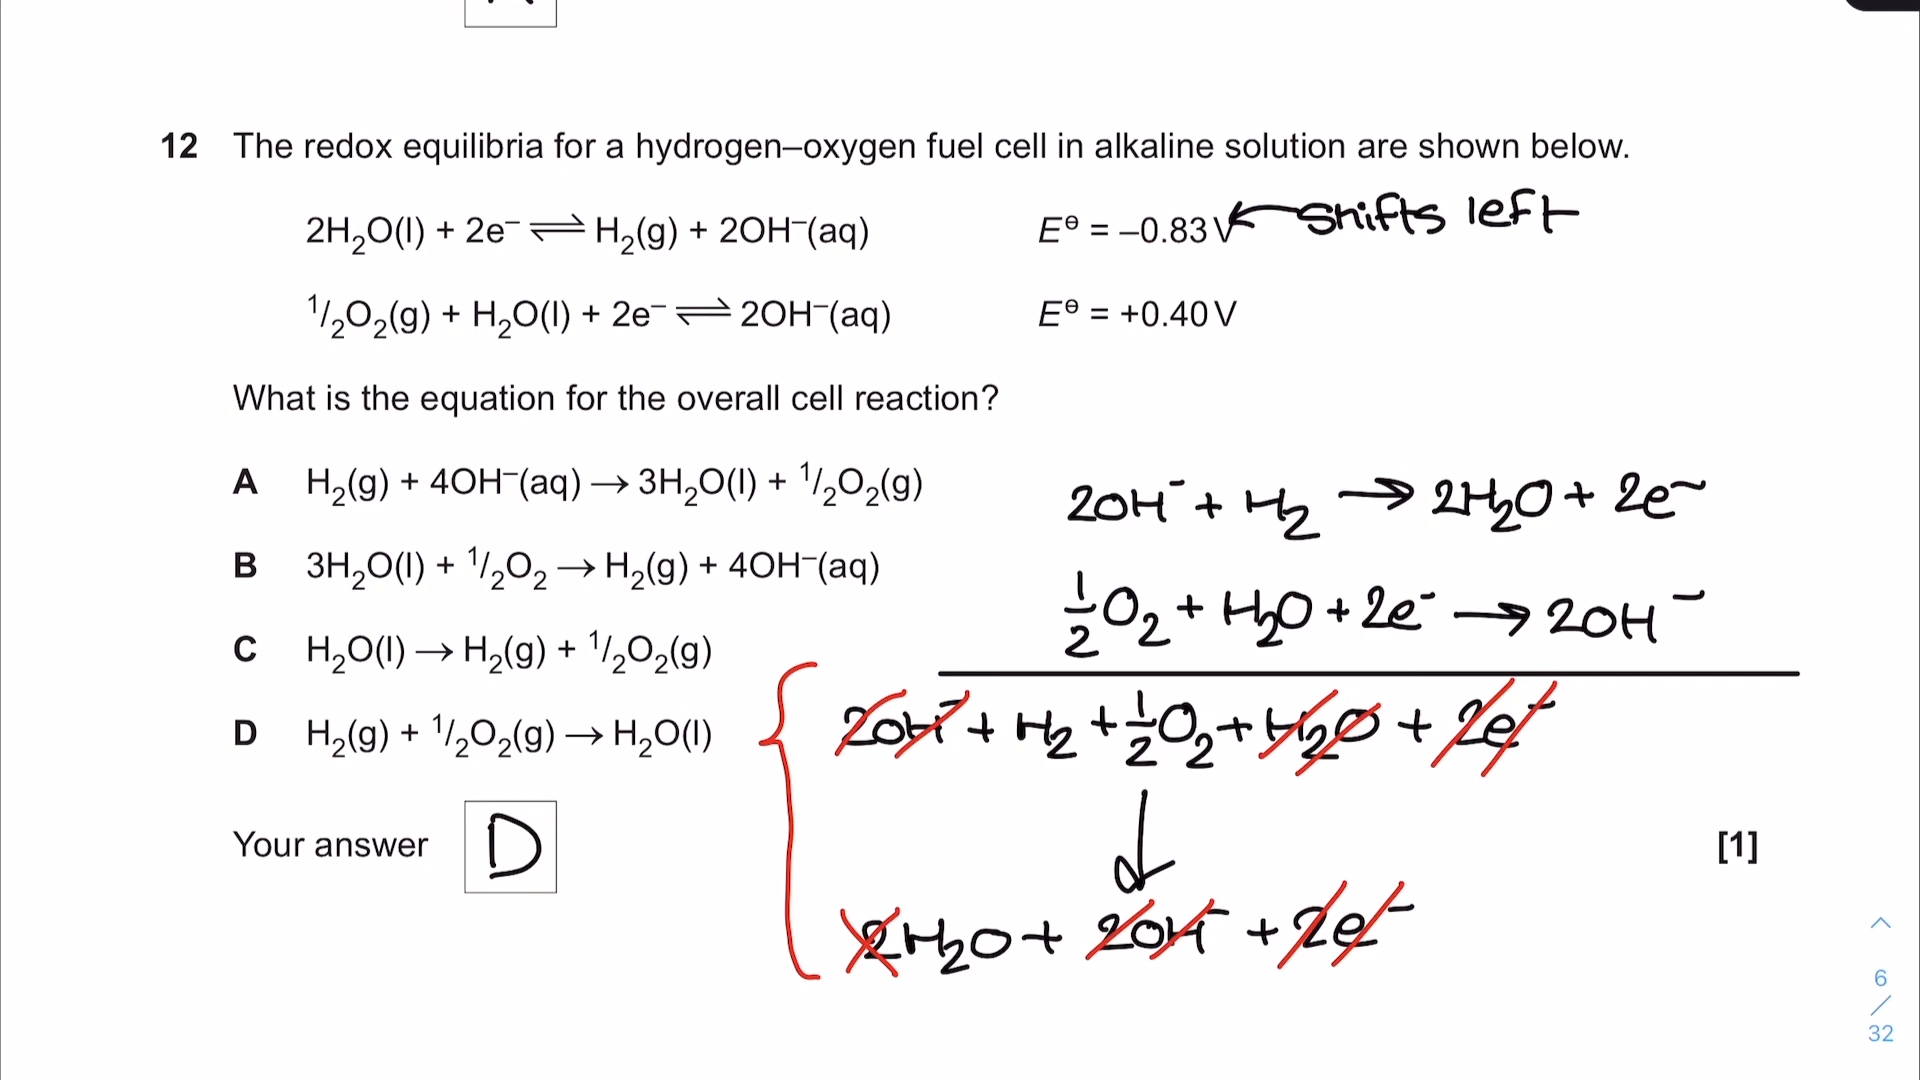 12 The redox equilibria for a hydrogen–oxygen fuel cell in alkaline solution are shown below.
2H₂O(l) + 2e⁻ ⇌ H₂(g) + 2OH⁻(aq) E⦵ = –0.83 V ← shifts left
¹/₂O₂(g) + H₂O(l) + 2e⁻ ⇌ 2OH⁻(aq) E⦵ = +0.40 V
What is the equation for the overall cell reaction?
A H₂(g) + 4OH⁻(aq) → 3H₂O(l) + ¹/₂O₂(g)
2OH⁻ + H₂ → 2H₂O + 2e⁻
B 3H₂O(l) + ¹/₂O₂ → H₂(g) + 4OH⁻(aq)
½O₂ + H₂O + 2e⁻ → 2OH⁻
C H₂O(l) → H₂(g) + ¹/₂O₂(g)
D H₂(g) + ¹/₂O₂(g) → H₂O(l)
2OH⁻ + H₂ + ½O₂ + H₂O + 2e⁻
↓
Your answer D [1]
2H₂O + 2OH⁻ + 2e⁻
6
/
32